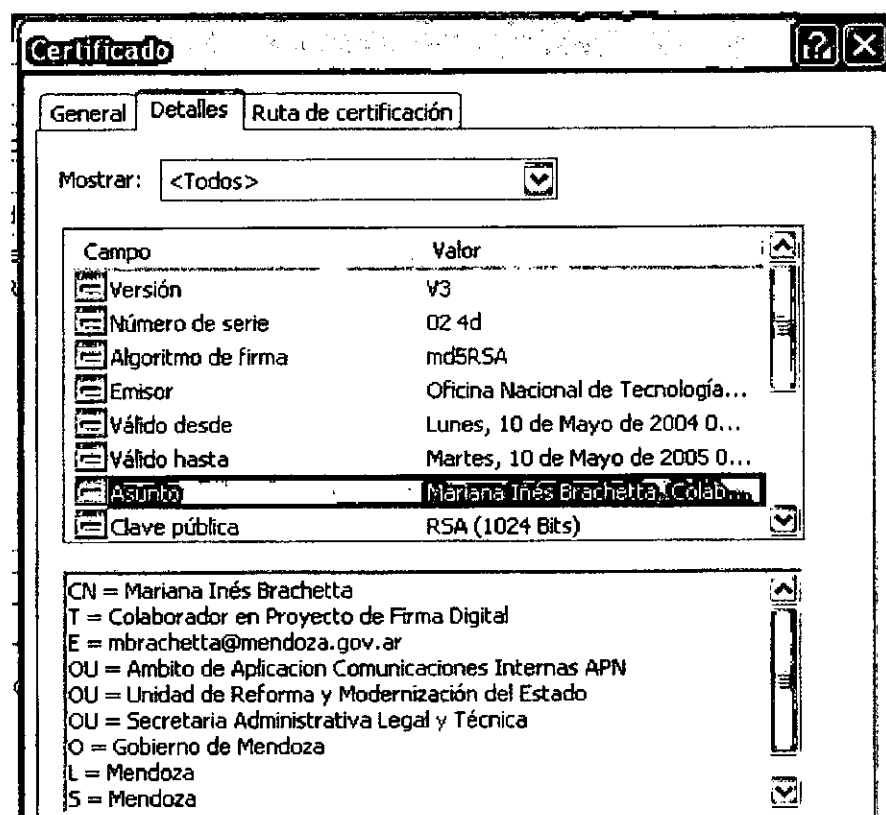 Certificado
General Detalles Ruta de certificación
Mostrar: <Todos>
Campo Valor
Versión V3
Número de serie 02 4d
Algoritmo de firma md5RSA
Emisor Oficina Nacional de Tecnología...
Válido desde Lunes, 10 de Mayo de 2004 0...
Válido hasta Martes, 10 de Mayo de 2005 0...
Asunto Mariana Inés Brachetta, Colab...
Clave pública RSA (1024 Bits)
CN = Mariana Inés Brachetta
T = Colaborador en Proyecto de Firma Digital
E = mbrachetta@mendoza.gov.ar
OU = Ambito de Aplicacion Comunicaciones Internas APN
OU = Unidad de Reforma y Modernización del Estado
OU = Secretaria Administrativa Legal y Técnica
O = Gobierno de Mendoza
L = Mendoza
S = Mendoza